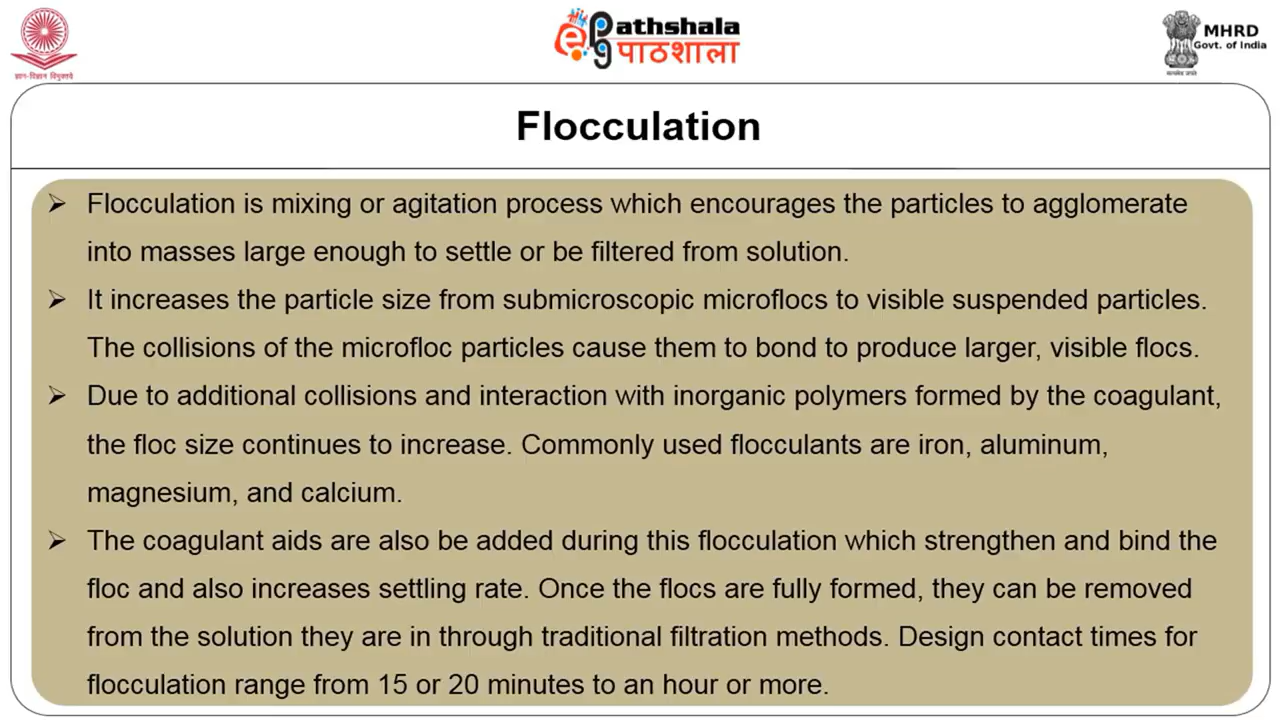 ज्ञान-विज्ञान विमुक्तये
ePathshala
पाठशाला
MHRD
Govt. of India
सत्यमेव जयते
Flocculation
➢ Flocculation is mixing or agitation process which encourages the particles to agglomerate
into masses large enough to settle or be filtered from solution.
➢ It increases the particle size from submicroscopic microflocs to visible suspended particles.
The collisions of the microfloc particles cause them to bond to produce larger, visible flocs.
➢ Due to additional collisions and interaction with inorganic polymers formed by the coagulant,
the floc size continues to increase. Commonly used flocculants are iron, aluminum,
magnesium, and calcium.
➢ The coagulant aids are also be added during this flocculation which strengthen and bind the
floc and also increases settling rate. Once the flocs are fully formed, they can be removed
from the solution they are in through traditional filtration methods. Design contact times for
flocculation range from 15 or 20 minutes to an hour or more.